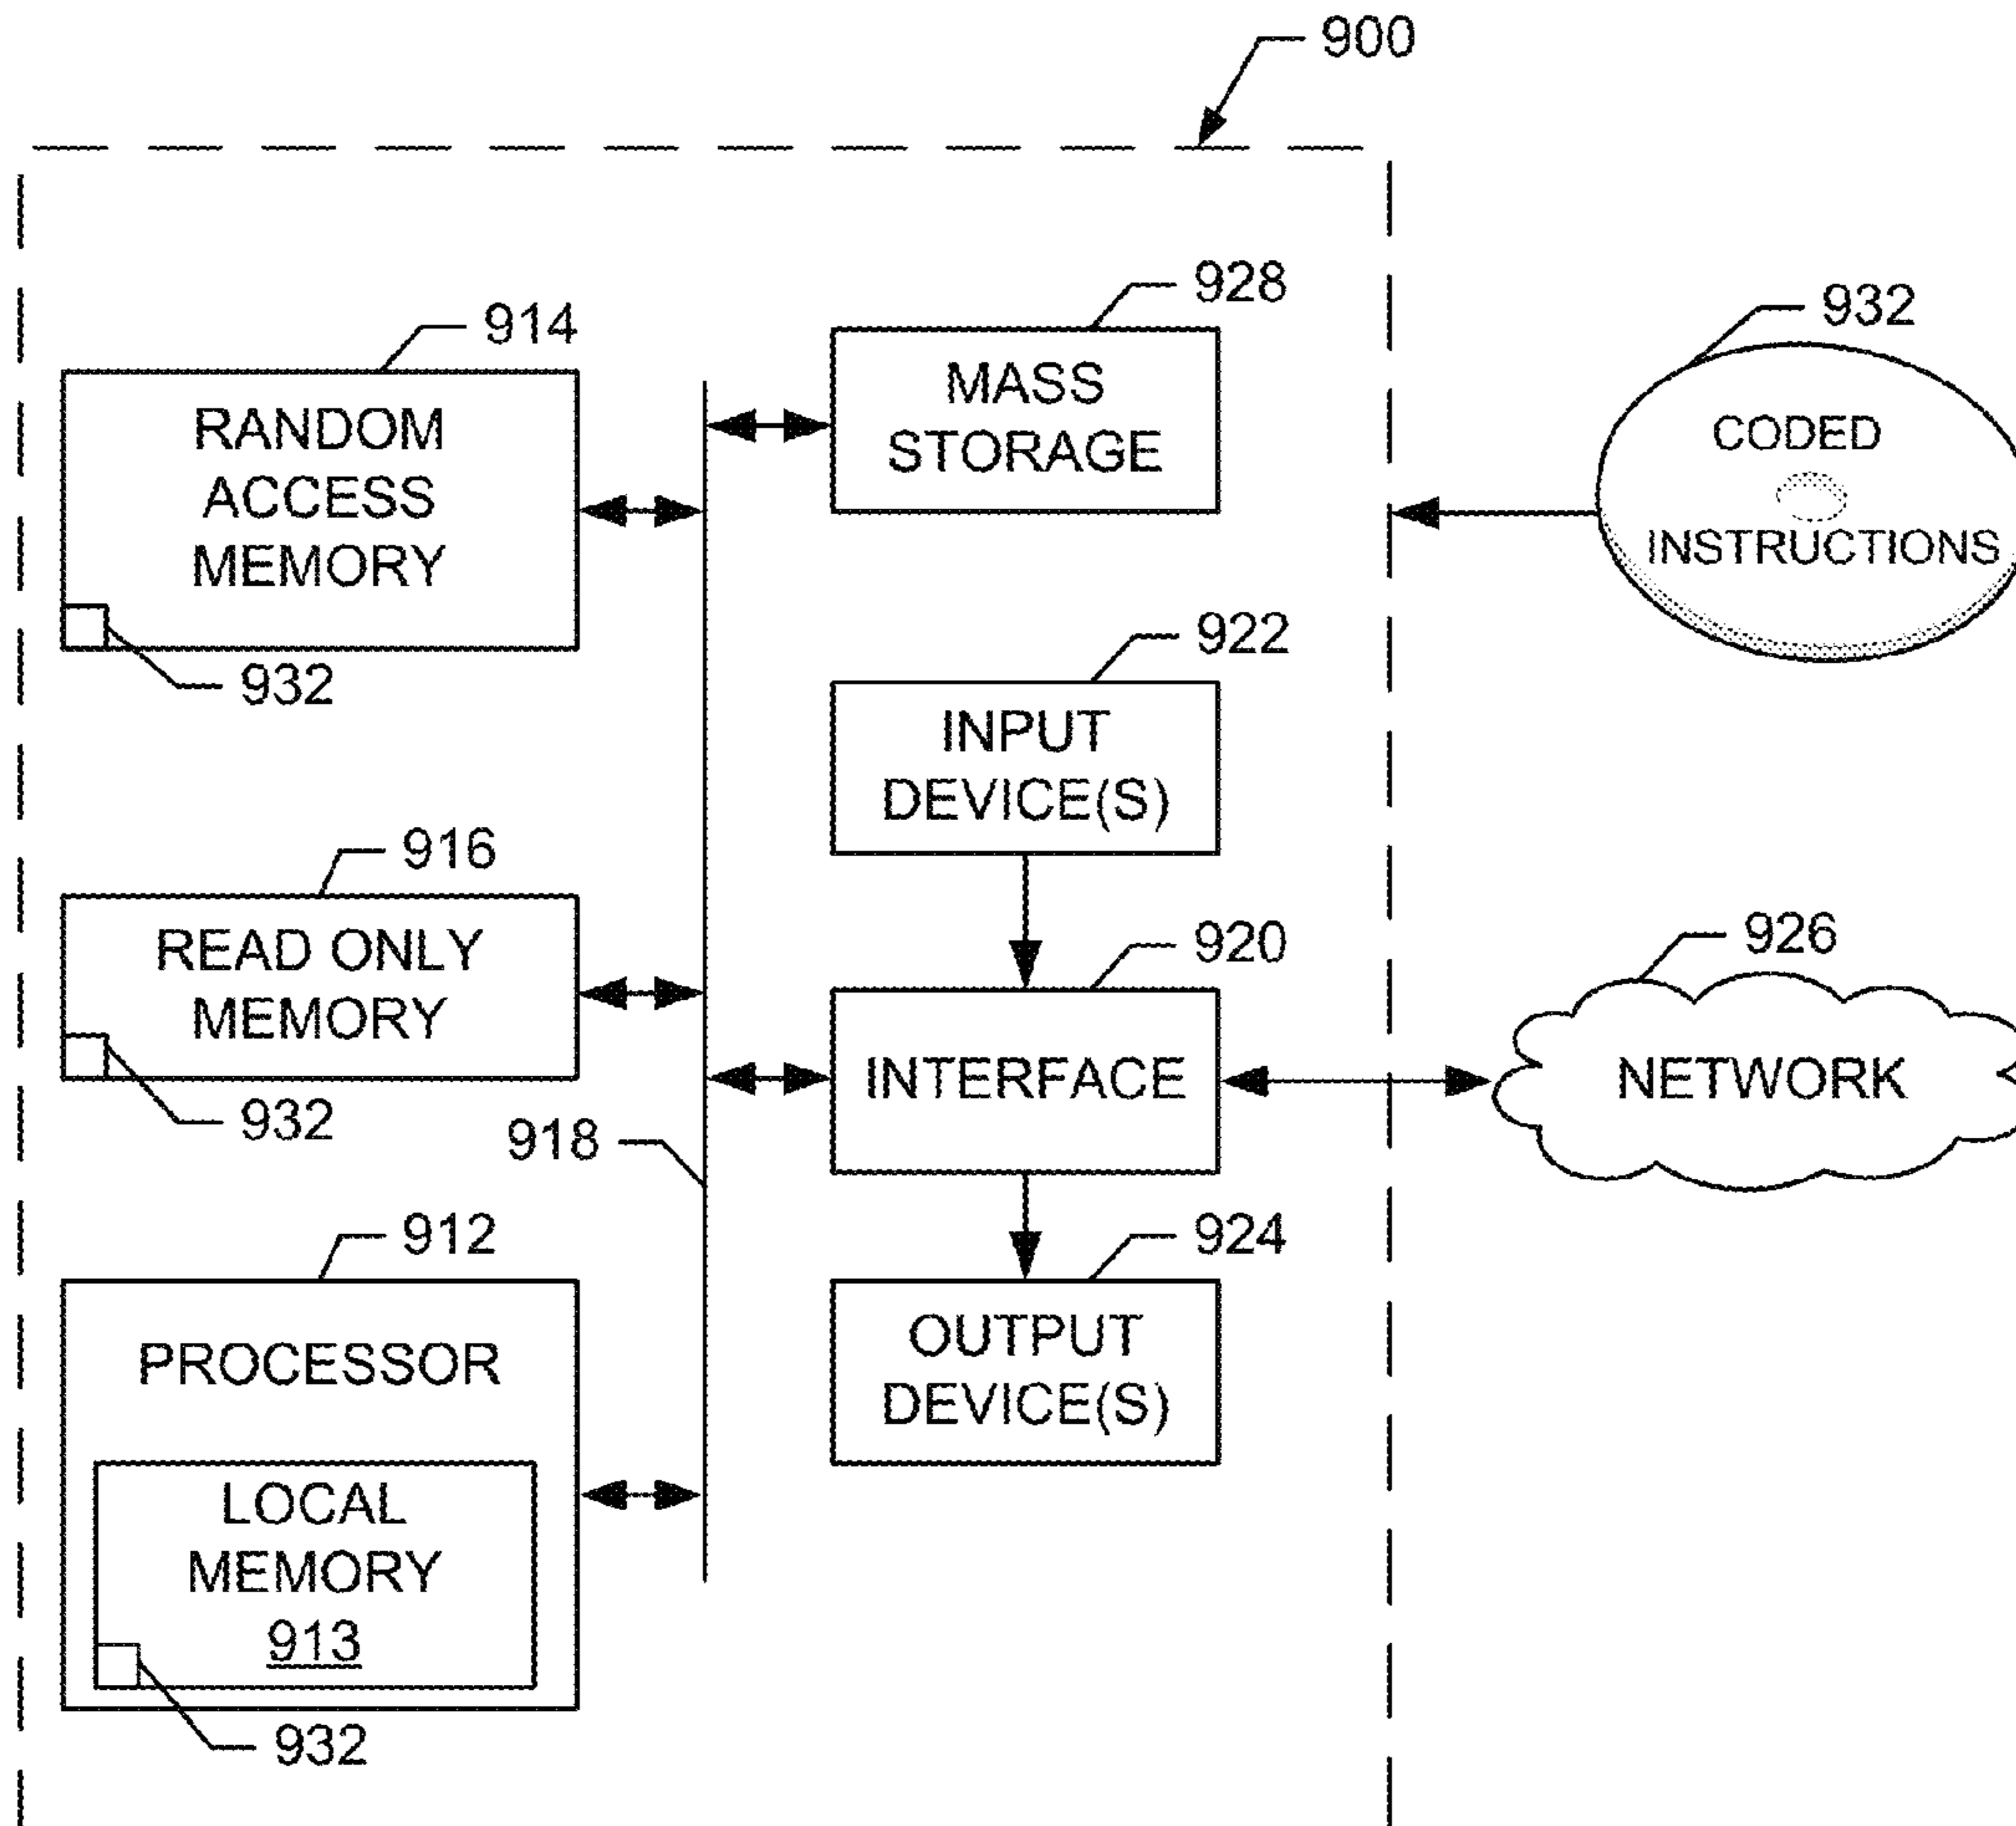 900
914
RANDOM
ACCESS
MEMORY
932
928
MASS
STORAGE
932
CODED
INSTRUCTIONS
922
INPUT
DEVICE(S)
916
READ ONLY
MEMORY
932
918
920
INTERFACE
926
NETWORK
912
PROCESSOR
LOCAL
MEMORY
913
932
924
OUTPUT
DEVICE(S)